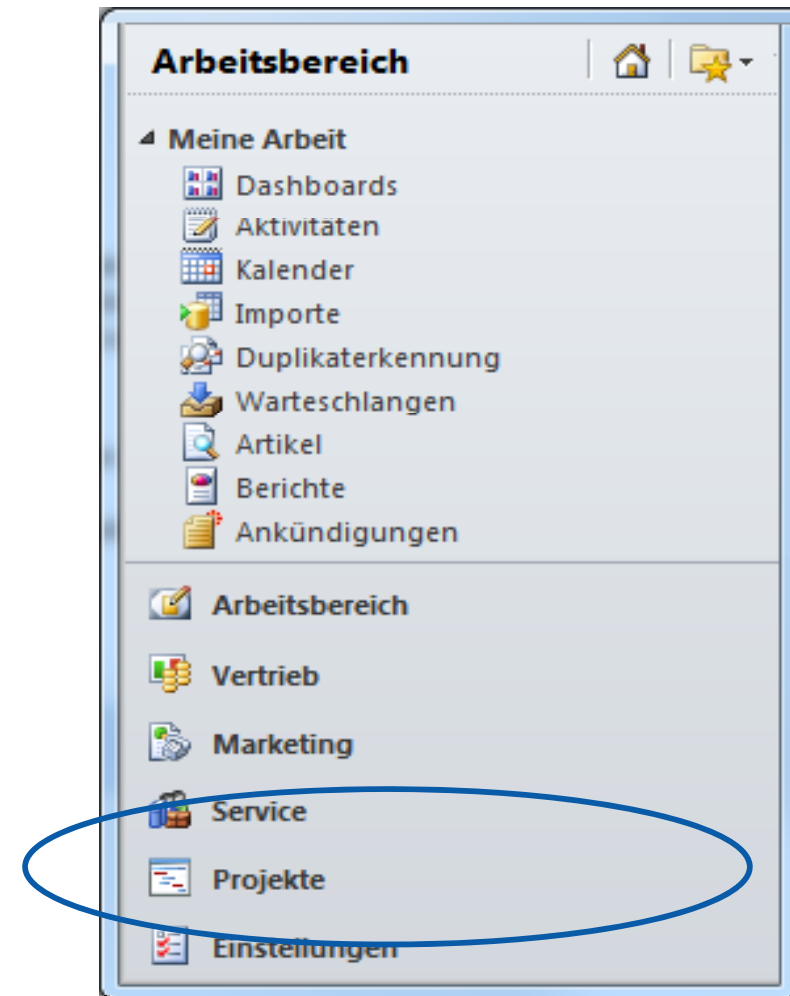 Arbeitsbereich
Meine Arbeit
Dashboards
Aktivitäten
Kalender
Importe
Duplikaterkennung
Warteschlangen
Artikel
Berichte
Ankündigungen
Arbeitsbereich
Vertrieb
Marketing
Service
Projekte
Einstellungen